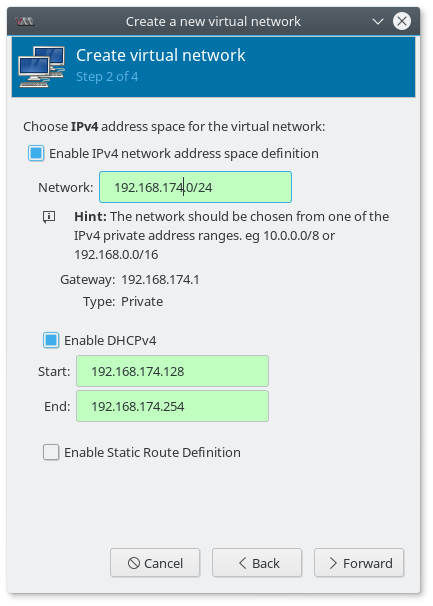 Create a new virtual network
Create virtual network
Step 2 of 4
Choose IPv4 address space for the virtual network:
Enable IPv4 network address space definition
Network: 192.168.174.0/24
Hint: The network should be chosen from one of the
IPv4 private address ranges. eg 10.0.0.0/8 or
192.168.0.0/16
Gateway: 192.168.174.1
Type: Private
Enable DHCPv4
Start: 192.168.174.128
End: 192.168.174.254
Enable Static Route Definition
Cancel Back Forward